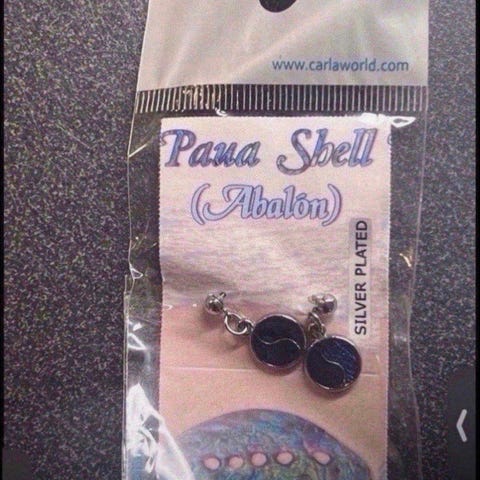 www.carlaworld.com
Paua Shell
(Abalón)
SILVER PLATED